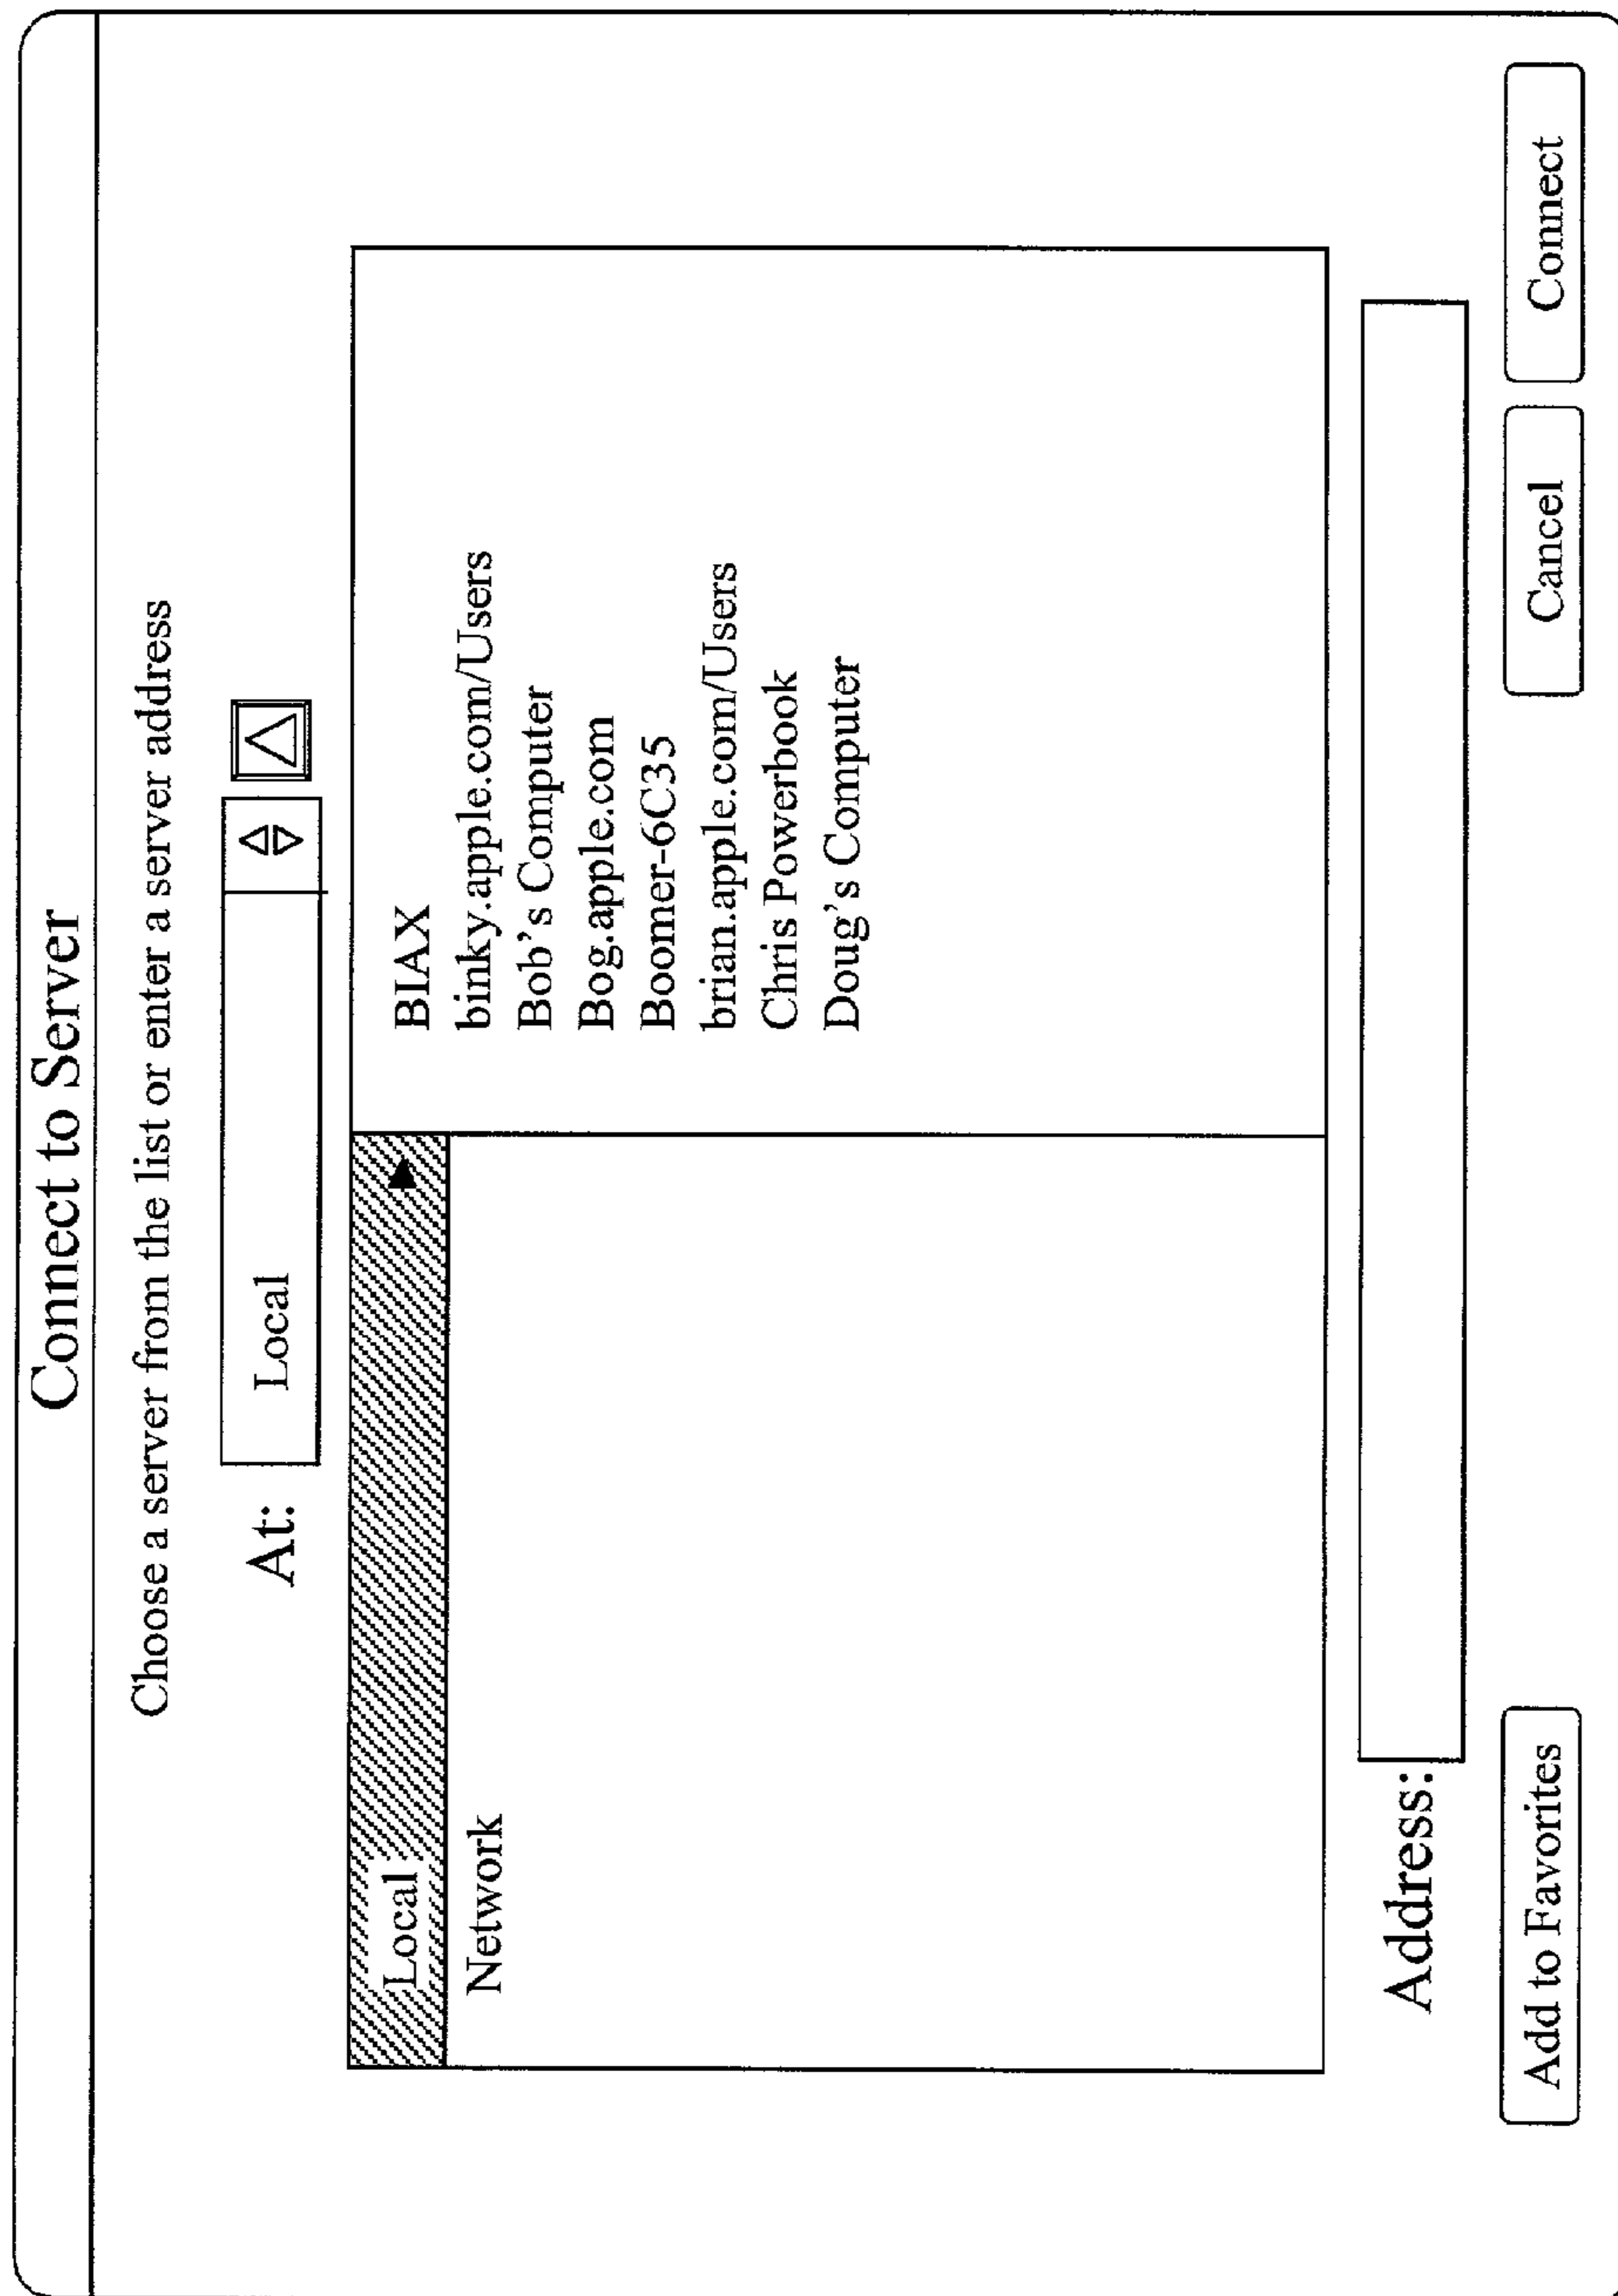 Connect to Server
Choose a server from the list or enter a server address
At: Local
Local
Network
BIAX
binky.apple.com/Users
Bob's Computer
Bog.apple.com
Boomer-6C35
brian.apple.com/Users
Chris Powerbook
Doug's Computer
Address:
Add to Favorites Cancel Connect